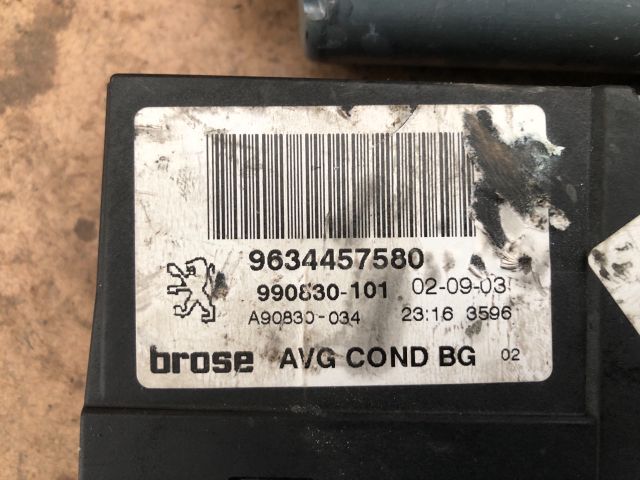 9634457580
990830-101 02-09-03
A90830-034 23:16 3596
brose AVG COND BG 02